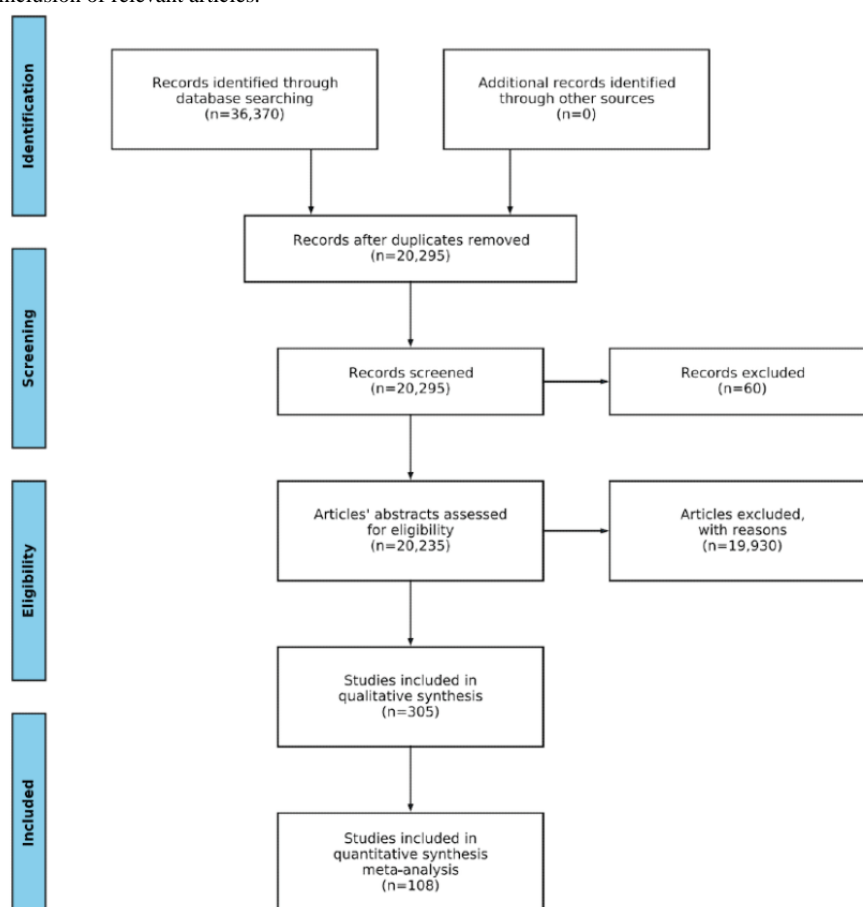 inclusion of relevant articles.
Identification
Records identified through
database searching
(n=36,370)
Additional records identified
through other sources
(n=0)
Records after duplicates removed
(n=20,295)
Screening
Records screened
(n=20,295)
Records excluded
(n=60)
Eligibility
Articles' abstracts assessed
for eligibility
(n=20,235)
Articles excluded,
with reasons
(n=19,930)
Studies included in
qualitative synthesis
(n=305)
Included
Studies included in
quantitative synthesis
meta-analysis
(n=108)